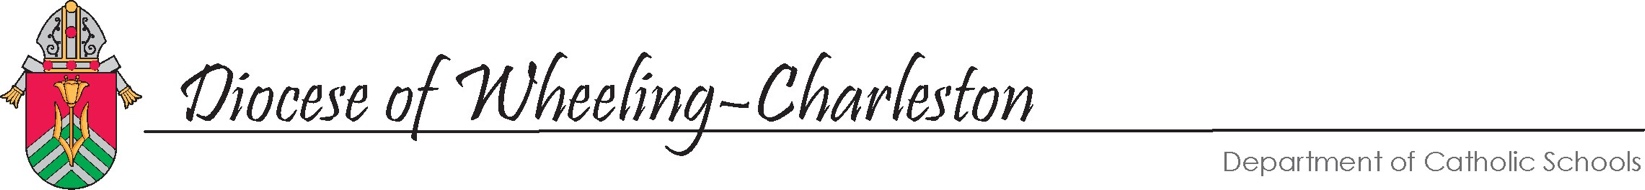 Diocese of Wheeling–Charleston
Department of Catholic Schools